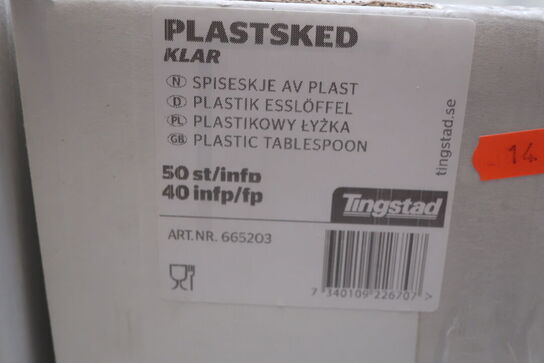 PLASTSKED
KLAR
N SPISESKJE AV PLAST
D PLASTIK ESSLÖFFEL
PL PLASTIKOWY ŁYŻKA
GB PLASTIC TABLESPOON
50 st/infp
40 infp/fp
Tingstad
tingstad.se
ART.NR. 665203
7 340109 226707 >
14